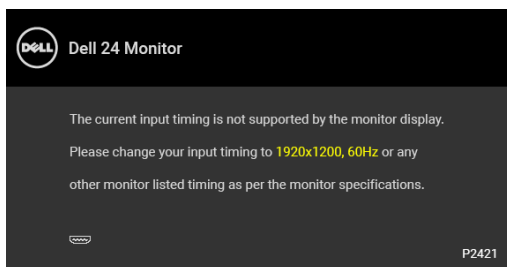 DELL
Dell 24 Monitor
The current input timing is not supported by the monitor display.
Please change your input timing to 1920x1200, 60Hz or any
other monitor listed timing as per the monitor specifications.
P2421